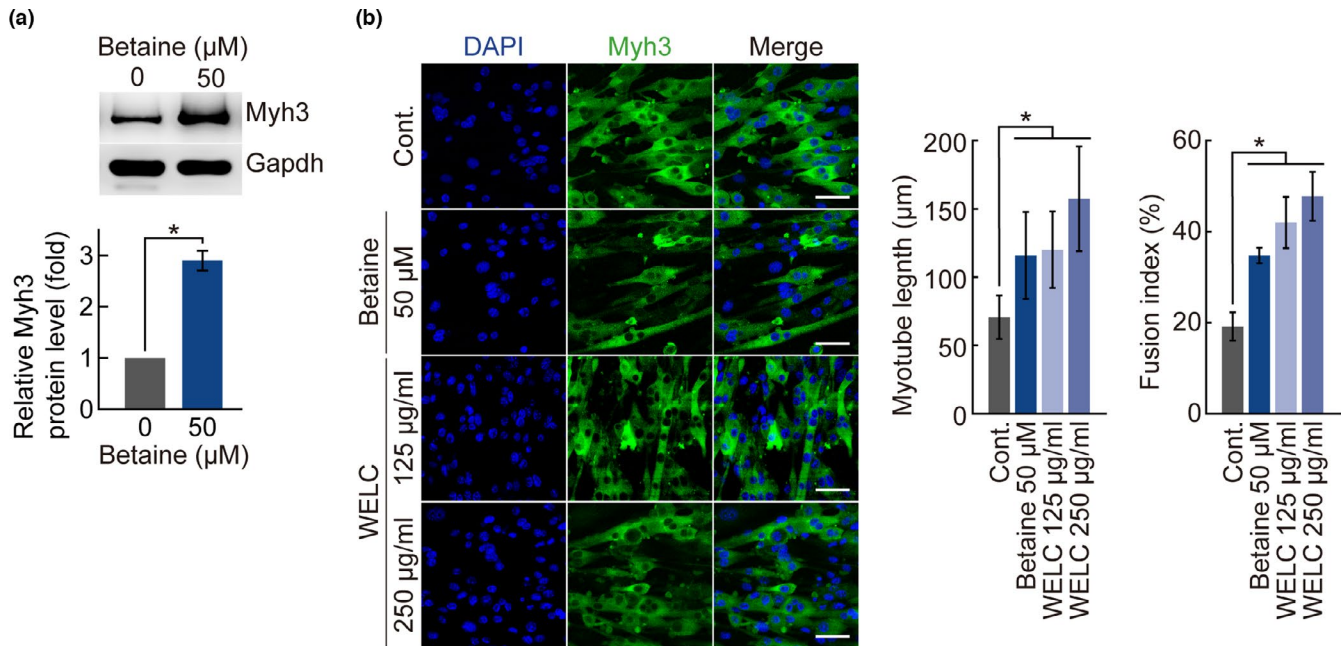 (a)
Betaine (µM)
0 50
Myh3
Gapdh
Relative Myh3
protein level (fold)
3
2
1
0
*
0 50
Betaine (µM)
(b)
DAPI Myh3 Merge
Cont.
Betaine
50 µM
WELC
125 µg/ml
250 µg/ml
Myotube legnth (µm)
200
150
100
50
0
*
Cont.
Betaine 50 µM
WELC 125 µg/ml
WELC 250 µg/ml
Fusion index (%)
60
40
20
0
*
Cont.
Betaine 50 µM
WELC 125 µg/ml
WELC 250 µg/ml